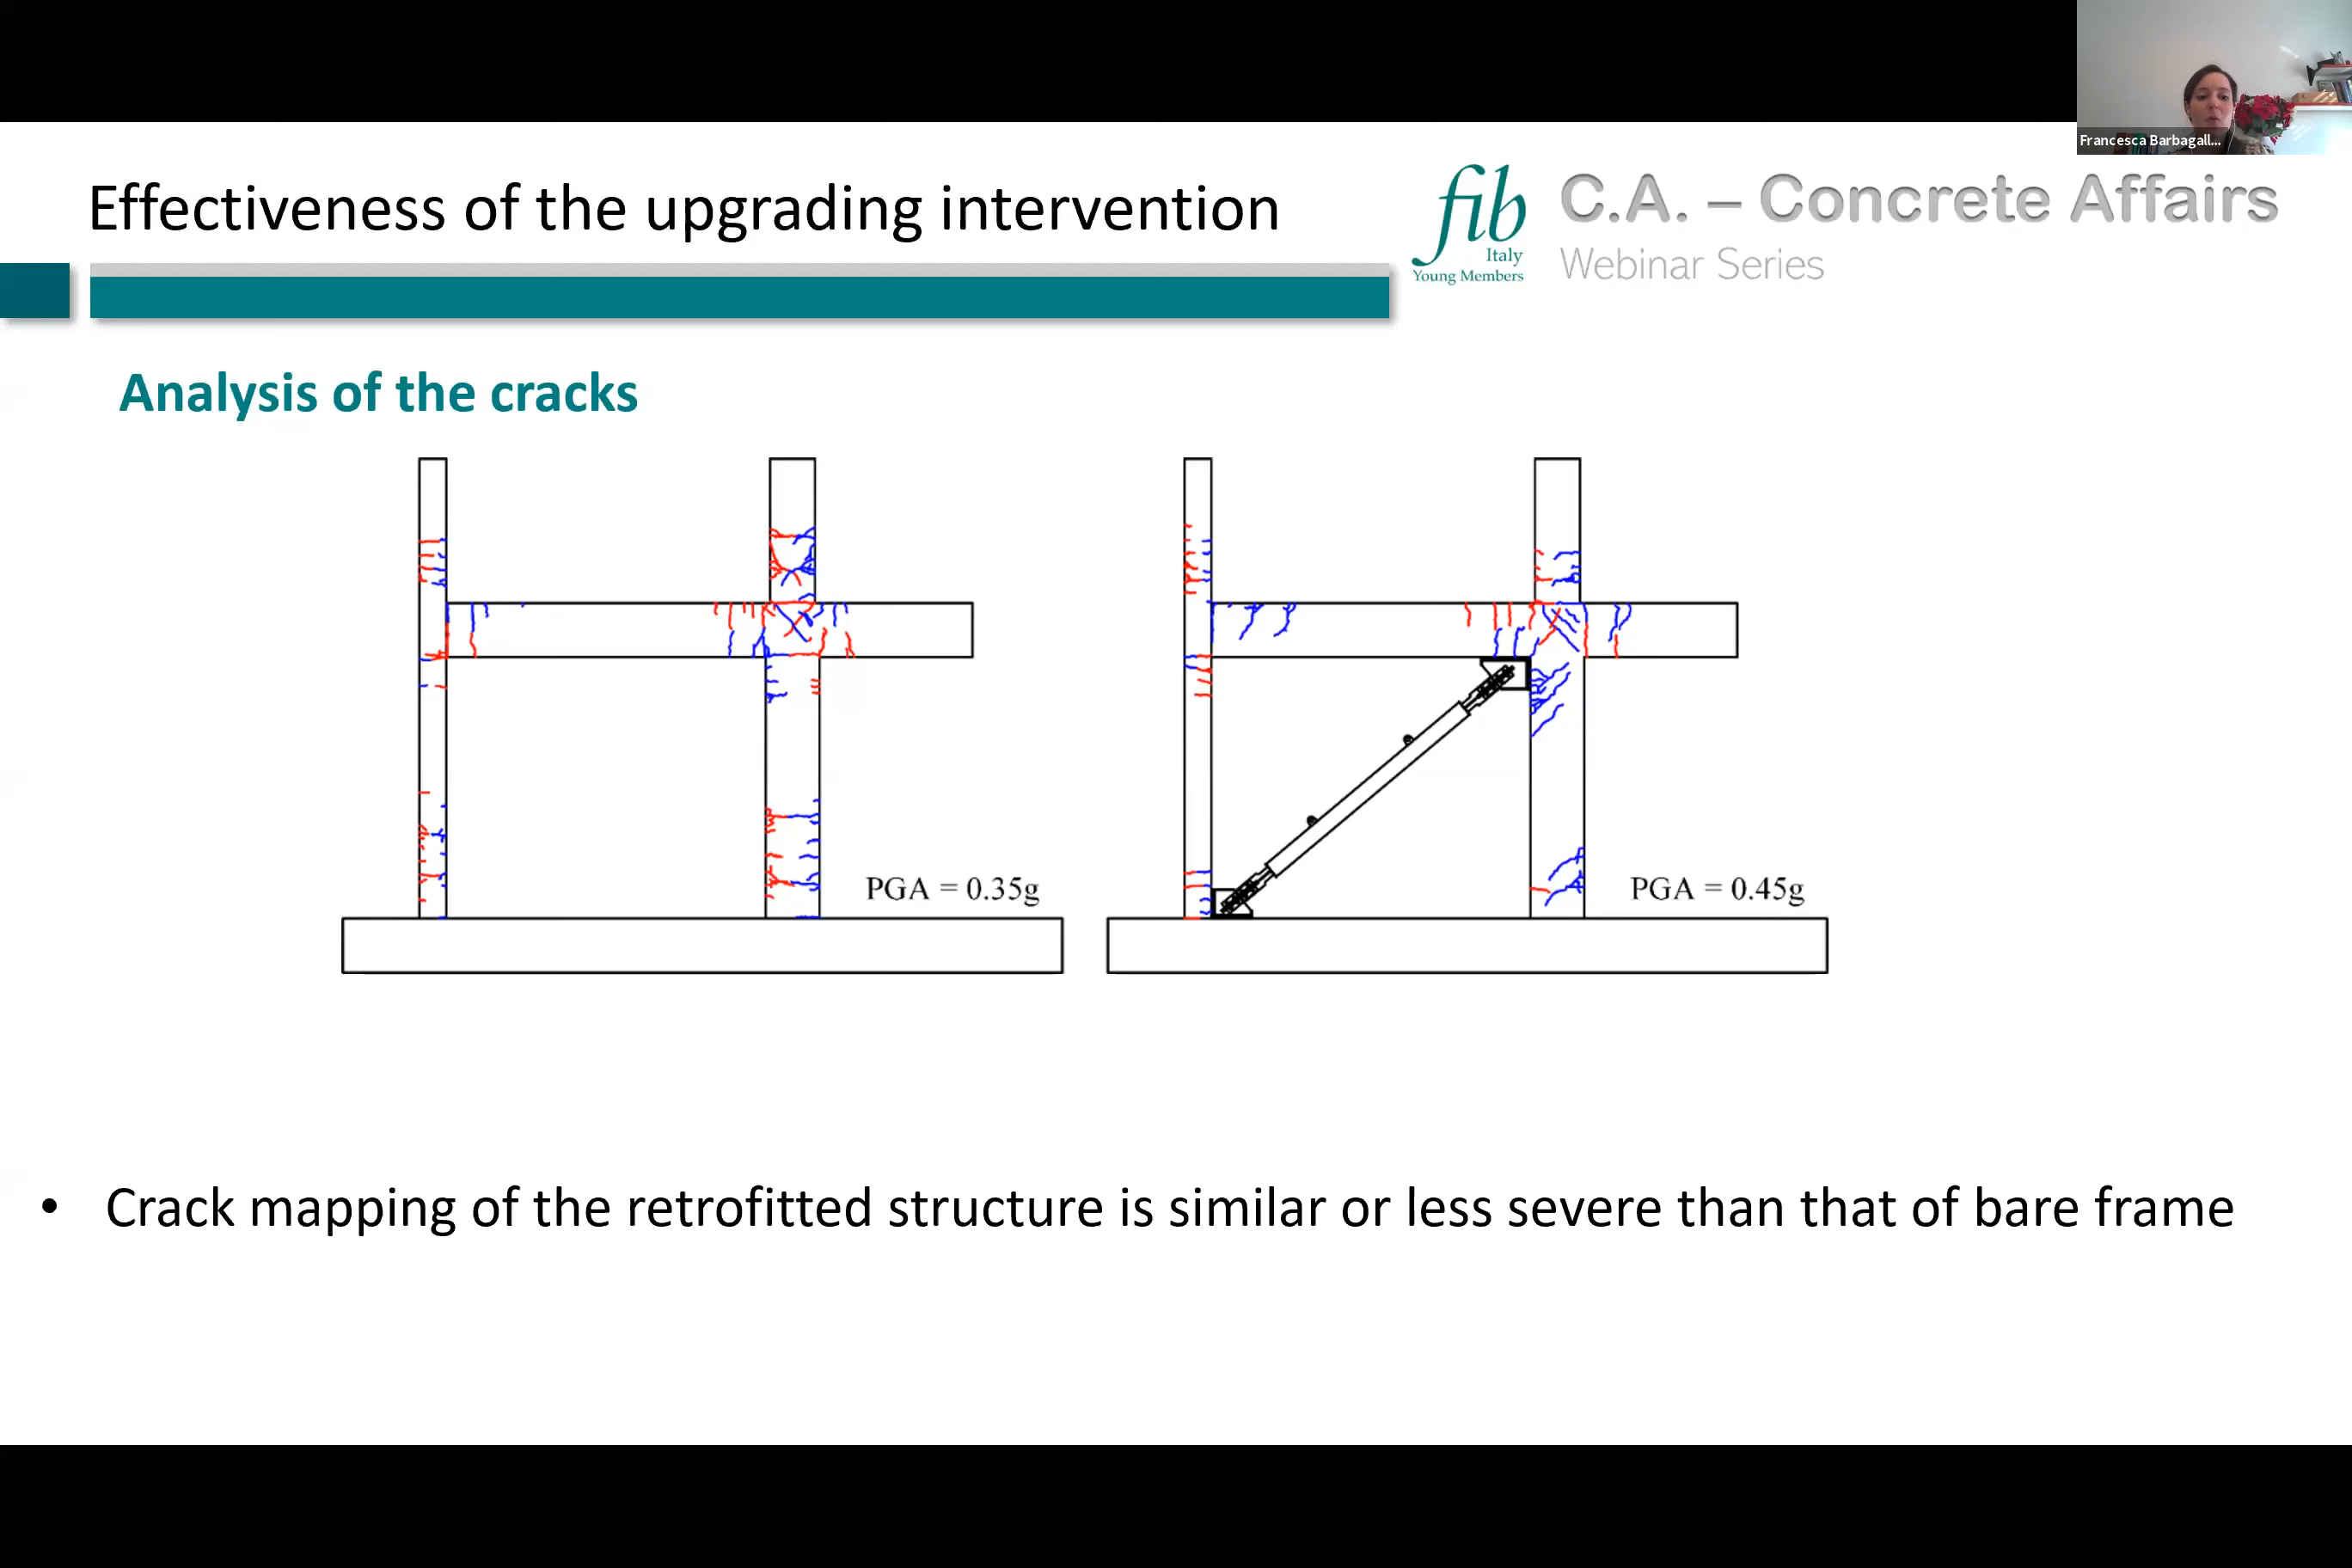 Francesca Barbagall...
Effectiveness of the upgrading intervention
fib
Italy
Young Members
C.A. – Concrete Affairs
Webinar Series
Analysis of the cracks
PGA = 0.35g
PGA = 0.45g
• Crack mapping of the retrofitted structure is similar or less severe than that of bare frame